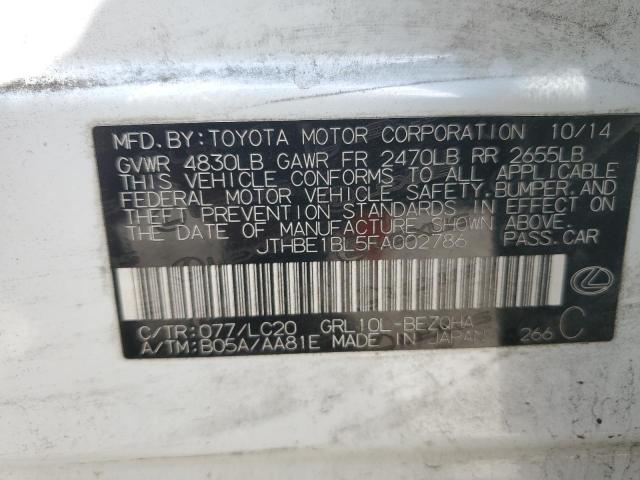 MFD.BY:TOYOTA MOTOR CORPORATION 10/14
GVWR 4830LB GAWR FR 2470LB RR 2655LB
THIS VEHICLE CONFORMS TO ALL APPLICABLE
FEDERAL MOTOR VEHICLE SAFETY,BUMPER,AND
THEFT PREVENTION STANDARDS IN EFFECT ON
THE DATE OF MANUFACTURE SHOWN ABOVE.
JTHBE1BL5FA002786 PASS.CAR
C/TR:077/LC20 GRL10L-BEZQHA
A/TM:B05A/AA81E MADE IN JAPAN 266 C